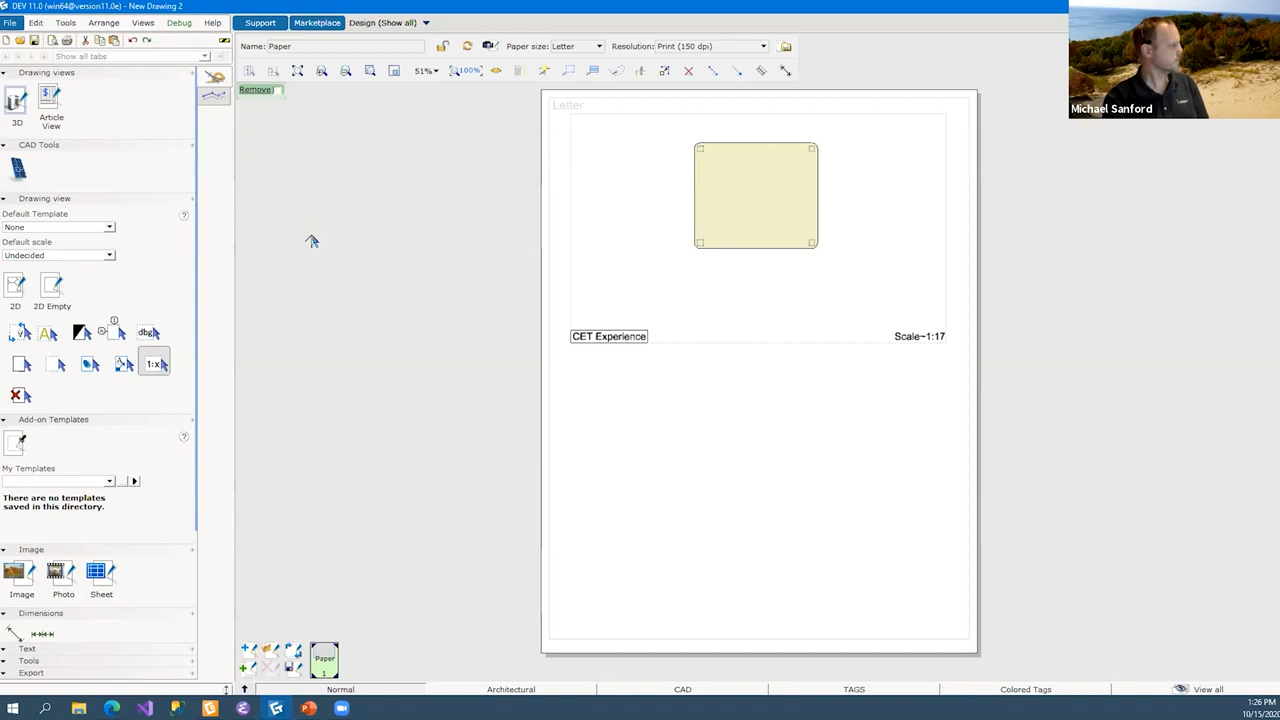 DEV 11.0 (win64@version11.0e) - New Drawing 2
File Edit Tools Arrange Views Debug Help Support Marketplace Design (Show all)
Show all tabs
Name: Paper Paper size: Letter Resolution: Print (150 dpi)
51% 100%
Remove
Drawing views
3D
Article
View
CAD Tools
Drawing view
Default Template
None
Default scale
Undecided
2D 2D Empty
dbg
1:x
Add-on Templates
My Templates
There are no templates
saved in this directory.
Image
Image Photo Sheet
Dimensions
Text
Tools
Export
Letter
CET Experience
Scale~1:17
Paper
1
Normal Architectural CAD TAGS Colored Tags View all
Michael Sanford
1:26 PM